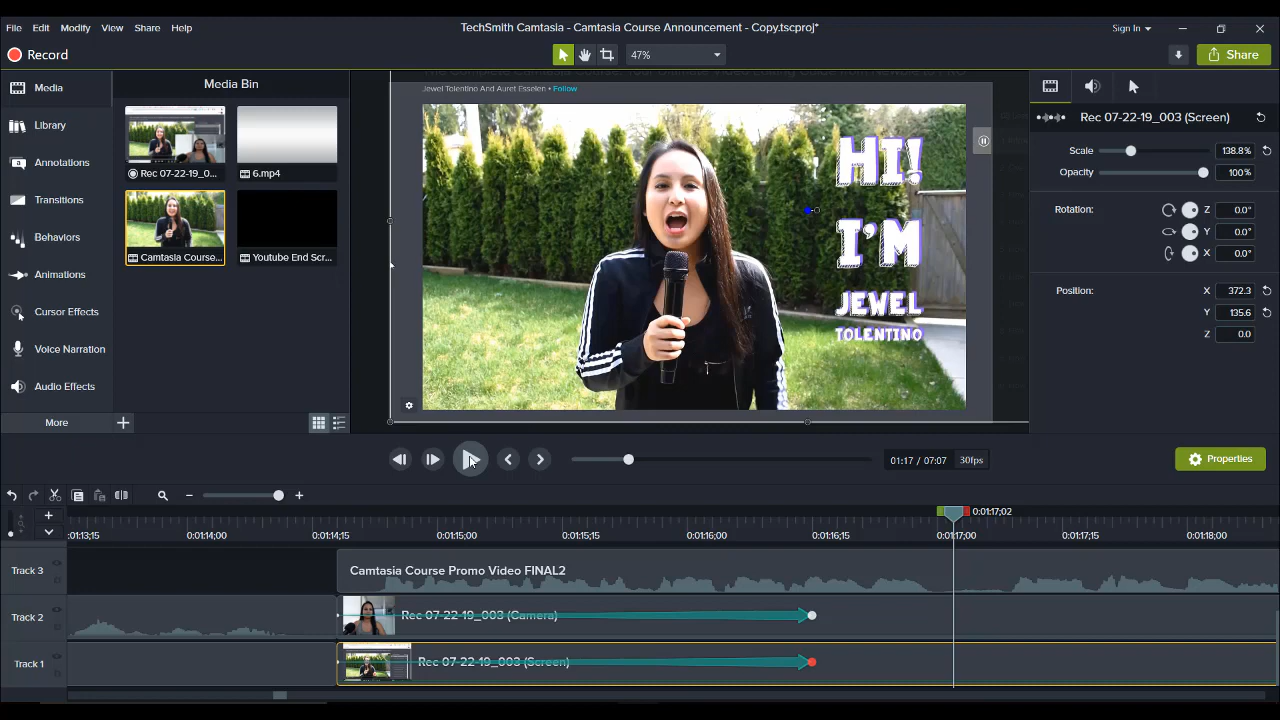 File Edit Modify View Share Help
TechSmith Camtasia - Camtasia Course Announcement - Copy.tscproj*
Sign In
Record
47%
Share
Media
Library
Annotations
Transitions
Behaviors
Animations
Cursor Effects
Voice Narration
Audio Effects
More
Media Bin
Rec 07-22-19_0...
6.mp4
Camtasia Course...
Youtube End Scr...
Jewel Tolentino And Auret Esselen • Follow
HI!
I'M
JEWEL
TOLENTINO
Rec 07-22-19_003 (Screen)
Scale 138.8%
Opacity 100%
Rotation: Z 0.0°
Y 0.0°
X 0.0°
Position: X 372.3
Y 135.6
Z 0.0
01:17 / 07:07 30fps
Properties
0:01:17;02
:01:13;15 0:01:14;00 0:01:14;15 0:01:15;00 0:01:15;15 0:01:16;00 0:01:16;15 0:01:17;00 0:01:17;15 0:01:18;00
Track 3
Camtasia Course Promo Video FINAL2
Track 2
Rec 07-22-19_003 (Camera)
Track 1
Rec 07-22-19_003 (Screen)